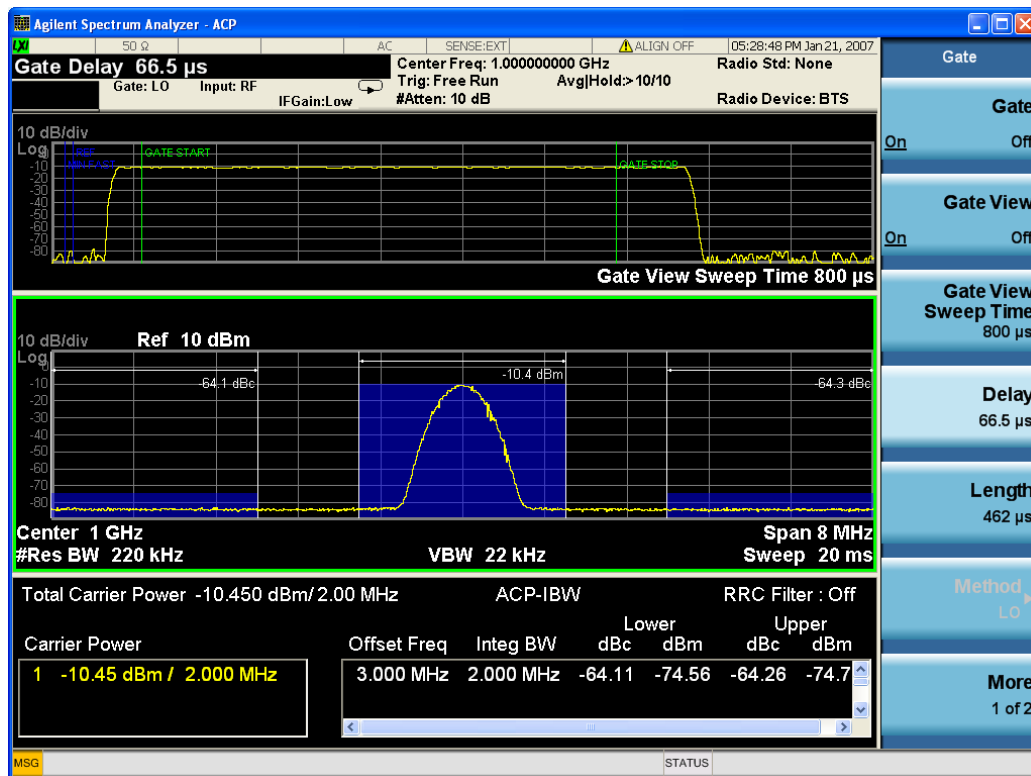 Agilent Spectrum Analyzer - ACP
LXI 50 Ω AC SENSE:EXT ALIGN OFF 05:28:48 PM Jan 21, 2007
Gate Delay 66.5 µs
Center Freq: 1.000000000 GHz
Radio Std: None
Trig: Free Run
Avg|Hold:>10/10
Gate: LO
Input: RF
IFGain:Low
#Atten: 10 dB
Radio Device: BTS
10 dB/div
Log
REF
GATE START
GATE STOP
-10
-20
-30
-40
-50
-60
-70
-80
Gate View Sweep Time 800 µs
10 dB/div
Ref 10 dBm
Log
0
-10
-20
-30
-40
-50
-60
-70
-80
-64.1 dBc
-10.4 dBm
-64.3 dBc
Center 1 GHz
Span 8 MHz
#Res BW 220 kHz
VBW 22 kHz
Sweep 20 ms
Total Carrier Power -10.450 dBm/ 2.00 MHz
ACP-IBW
RRC Filter : Off
Lower
Upper
Carrier Power
Offset Freq
Integ BW
dBc
dBm
dBc
dBm
1 -10.45 dBm / 2.000 MHz
3.000 MHz 2.000 MHz -64.11 -74.56 -64.26 -74.7
MSG
STATUS
Gate
Gate
On Off
Gate View
On Off
Gate View
Sweep Time
800 µs
Delay
66.5 µs
Length
462 µs
Method
LO
More
1 of 2